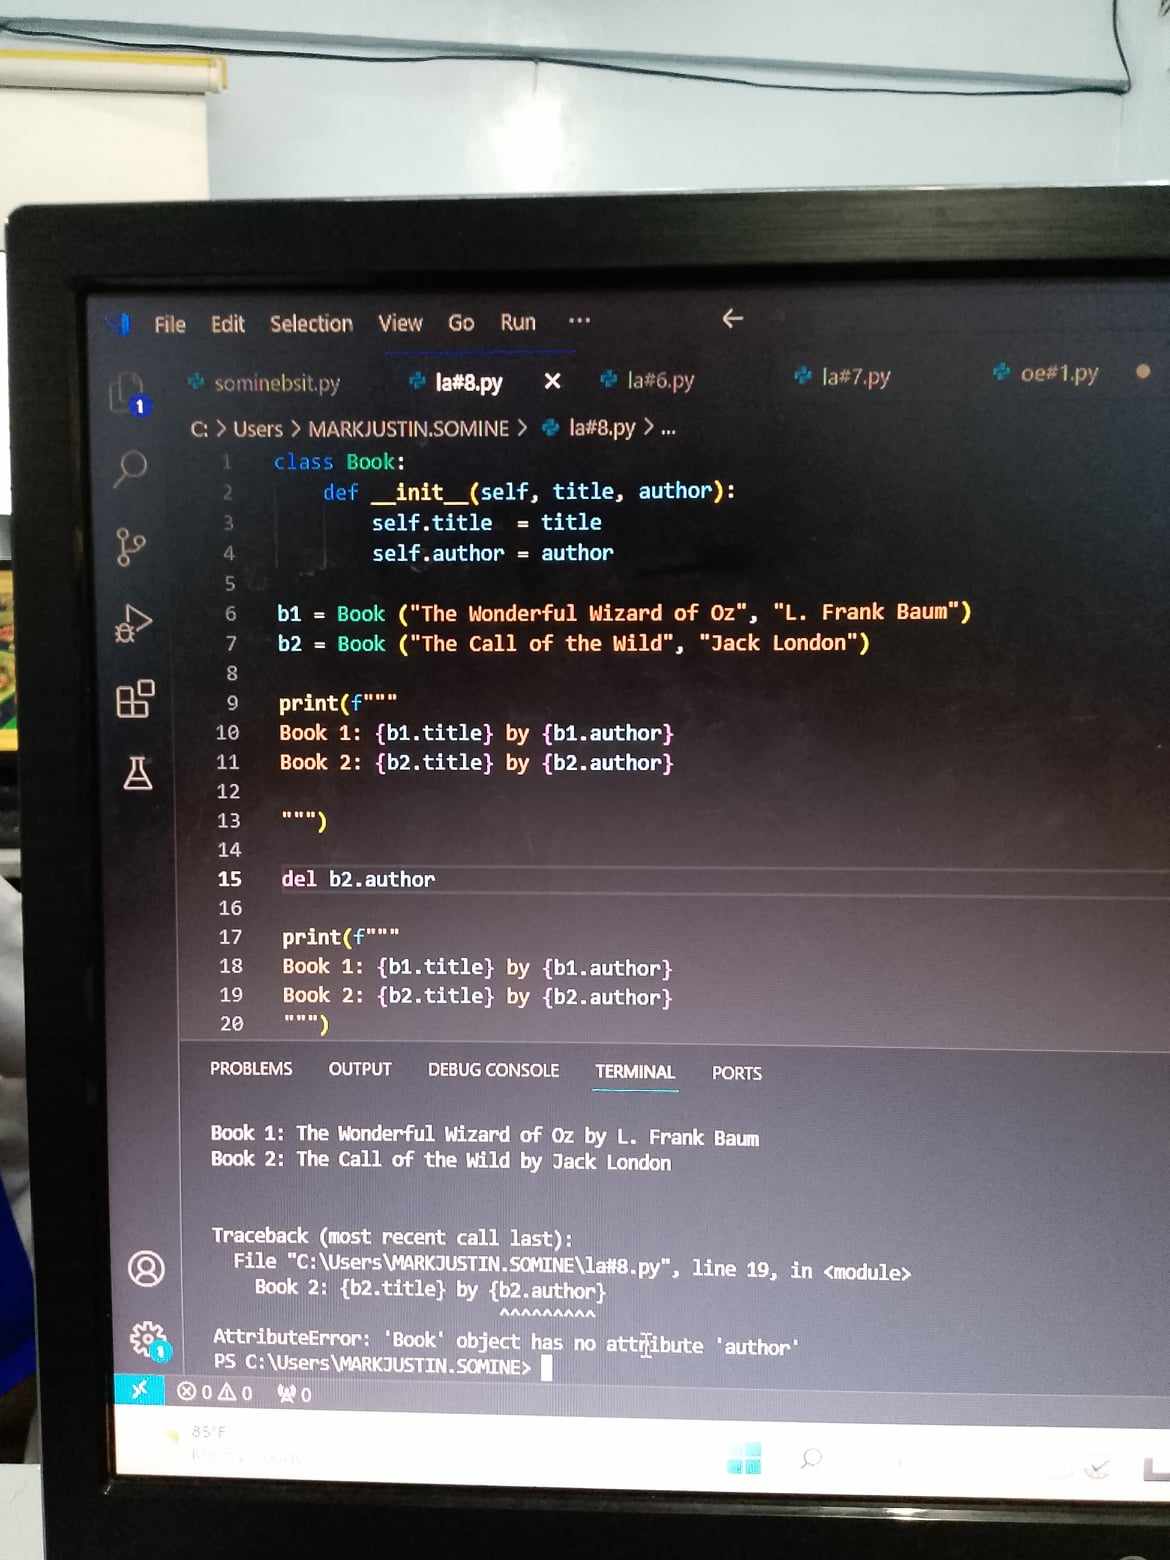 File Edit Selection View Go Run ...
sominebsit.py la#8.py la#6.py la#7.py oe#1.py
1
C: > Users > MARKJUSTIN.SOMINE > la#8.py > ...
1 class Book:
2 def __init__(self, title, author):
3 self.title = title
4 self.author = author
5
6 b1 = Book ("The Wonderful Wizard of Oz", "L. Frank Baum")
7 b2 = Book ("The Call of the Wild", "Jack London")
8
9 print(f"""
10 Book 1: {b1.title} by {b1.author}
11 Book 2: {b2.title} by {b2.author}
12
13 """)
14
15 del b2.author
16
17 print(f"""
18 Book 1: {b1.title} by {b1.author}
19 Book 2: {b2.title} by {b2.author}
20 """)
PROBLEMS OUTPUT DEBUG CONSOLE TERMINAL PORTS
Book 1: The Wonderful Wizard of Oz by L. Frank Baum
Book 2: The Call of the Wild by Jack London
Traceback (most recent call last):
File "C:\Users\MARKJUSTIN.SOMINE\la#8.py", line 19, in <module>
Book 2: {b2.title} by {b2.author}
^^^^^^^^^
AttributeError: 'Book' object has no attribute 'author'
PS C:\Users\MARKJUSTIN.SOMINE>
1
0 0 0
85°F